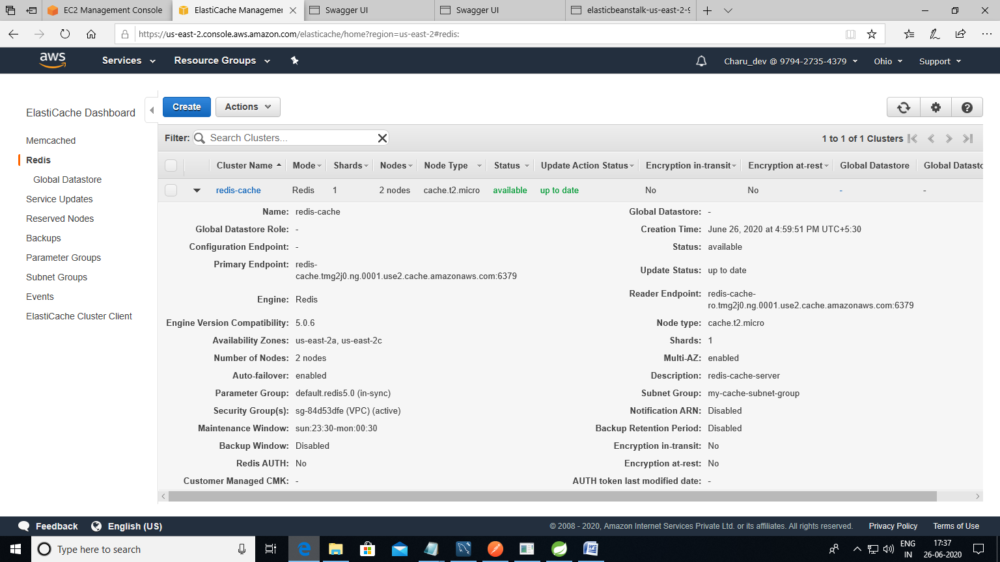 EC2 Management Console
ElastiCache Managemer
Swagger UI
Swagger UI
elasticbeanstalk-us-east-2-9
https://us-east-2.console.aws.amazon.com/elasticache/home?region=us-east-2#redis:
aws
Services
Resource Groups
Charu_dev @ 9794-2735-4379
Ohio
Support
ElastiCache Dashboard
Memcached
Redis
Global Datastore
Service Updates
Reserved Nodes
Backups
Parameter Groups
Subnet Groups
Events
ElastiCache Cluster Client
Create
Actions
Filter:
Search Clusters...
1 to 1 of 1 Clusters
Cluster Name Mode Shards Nodes Node Type Status Update Action Status Encryption in-transit Encryption at-rest Global Datastore Global Datasto
redis-cache Redis 1 2 nodes cache.t2.micro available up to date No No - -
Name: redis-cache
Global Datastore: -
Global Datastore Role: -
Creation Time: June 26, 2020 at 4:59:51 PM UTC+5:30
Configuration Endpoint: -
Status: available
Primary Endpoint: redis-
cache.tmg2j0.ng.0001.use2.cache.amazonaws.com:6379
Update Status: up to date
Engine: Redis
Reader Endpoint: redis-cache-
ro.tmg2j0.ng.0001.use2.cache.amazonaws.com:6379
Engine Version Compatibility: 5.0.6
Node type: cache.t2.micro
Availability Zones: us-east-2a, us-east-2c
Shards: 1
Number of Nodes: 2 nodes
Multi-AZ: enabled
Auto-failover: enabled
Description: redis-cache-server
Parameter Group: default.redis5.0 (in-sync)
Subnet Group: my-cache-subnet-group
Security Group(s): sg-84d53dfe (VPC) (active)
Notification ARN: Disabled
Maintenance Window: sun:23:30-mon:00:30
Backup Retention Period: Disabled
Backup Window: Disabled
Encryption in-transit: No
Redis AUTH: No
Encryption at-rest: No
Customer Managed CMK: -
AUTH token last modified date: -
Feedback
English (US)
© 2008 - 2020, Amazon Internet Services Private Ltd. or its affiliates. All rights reserved.
Privacy Policy
Terms of Use
Type here to search
ENG
IN
17:37
26-06-2020